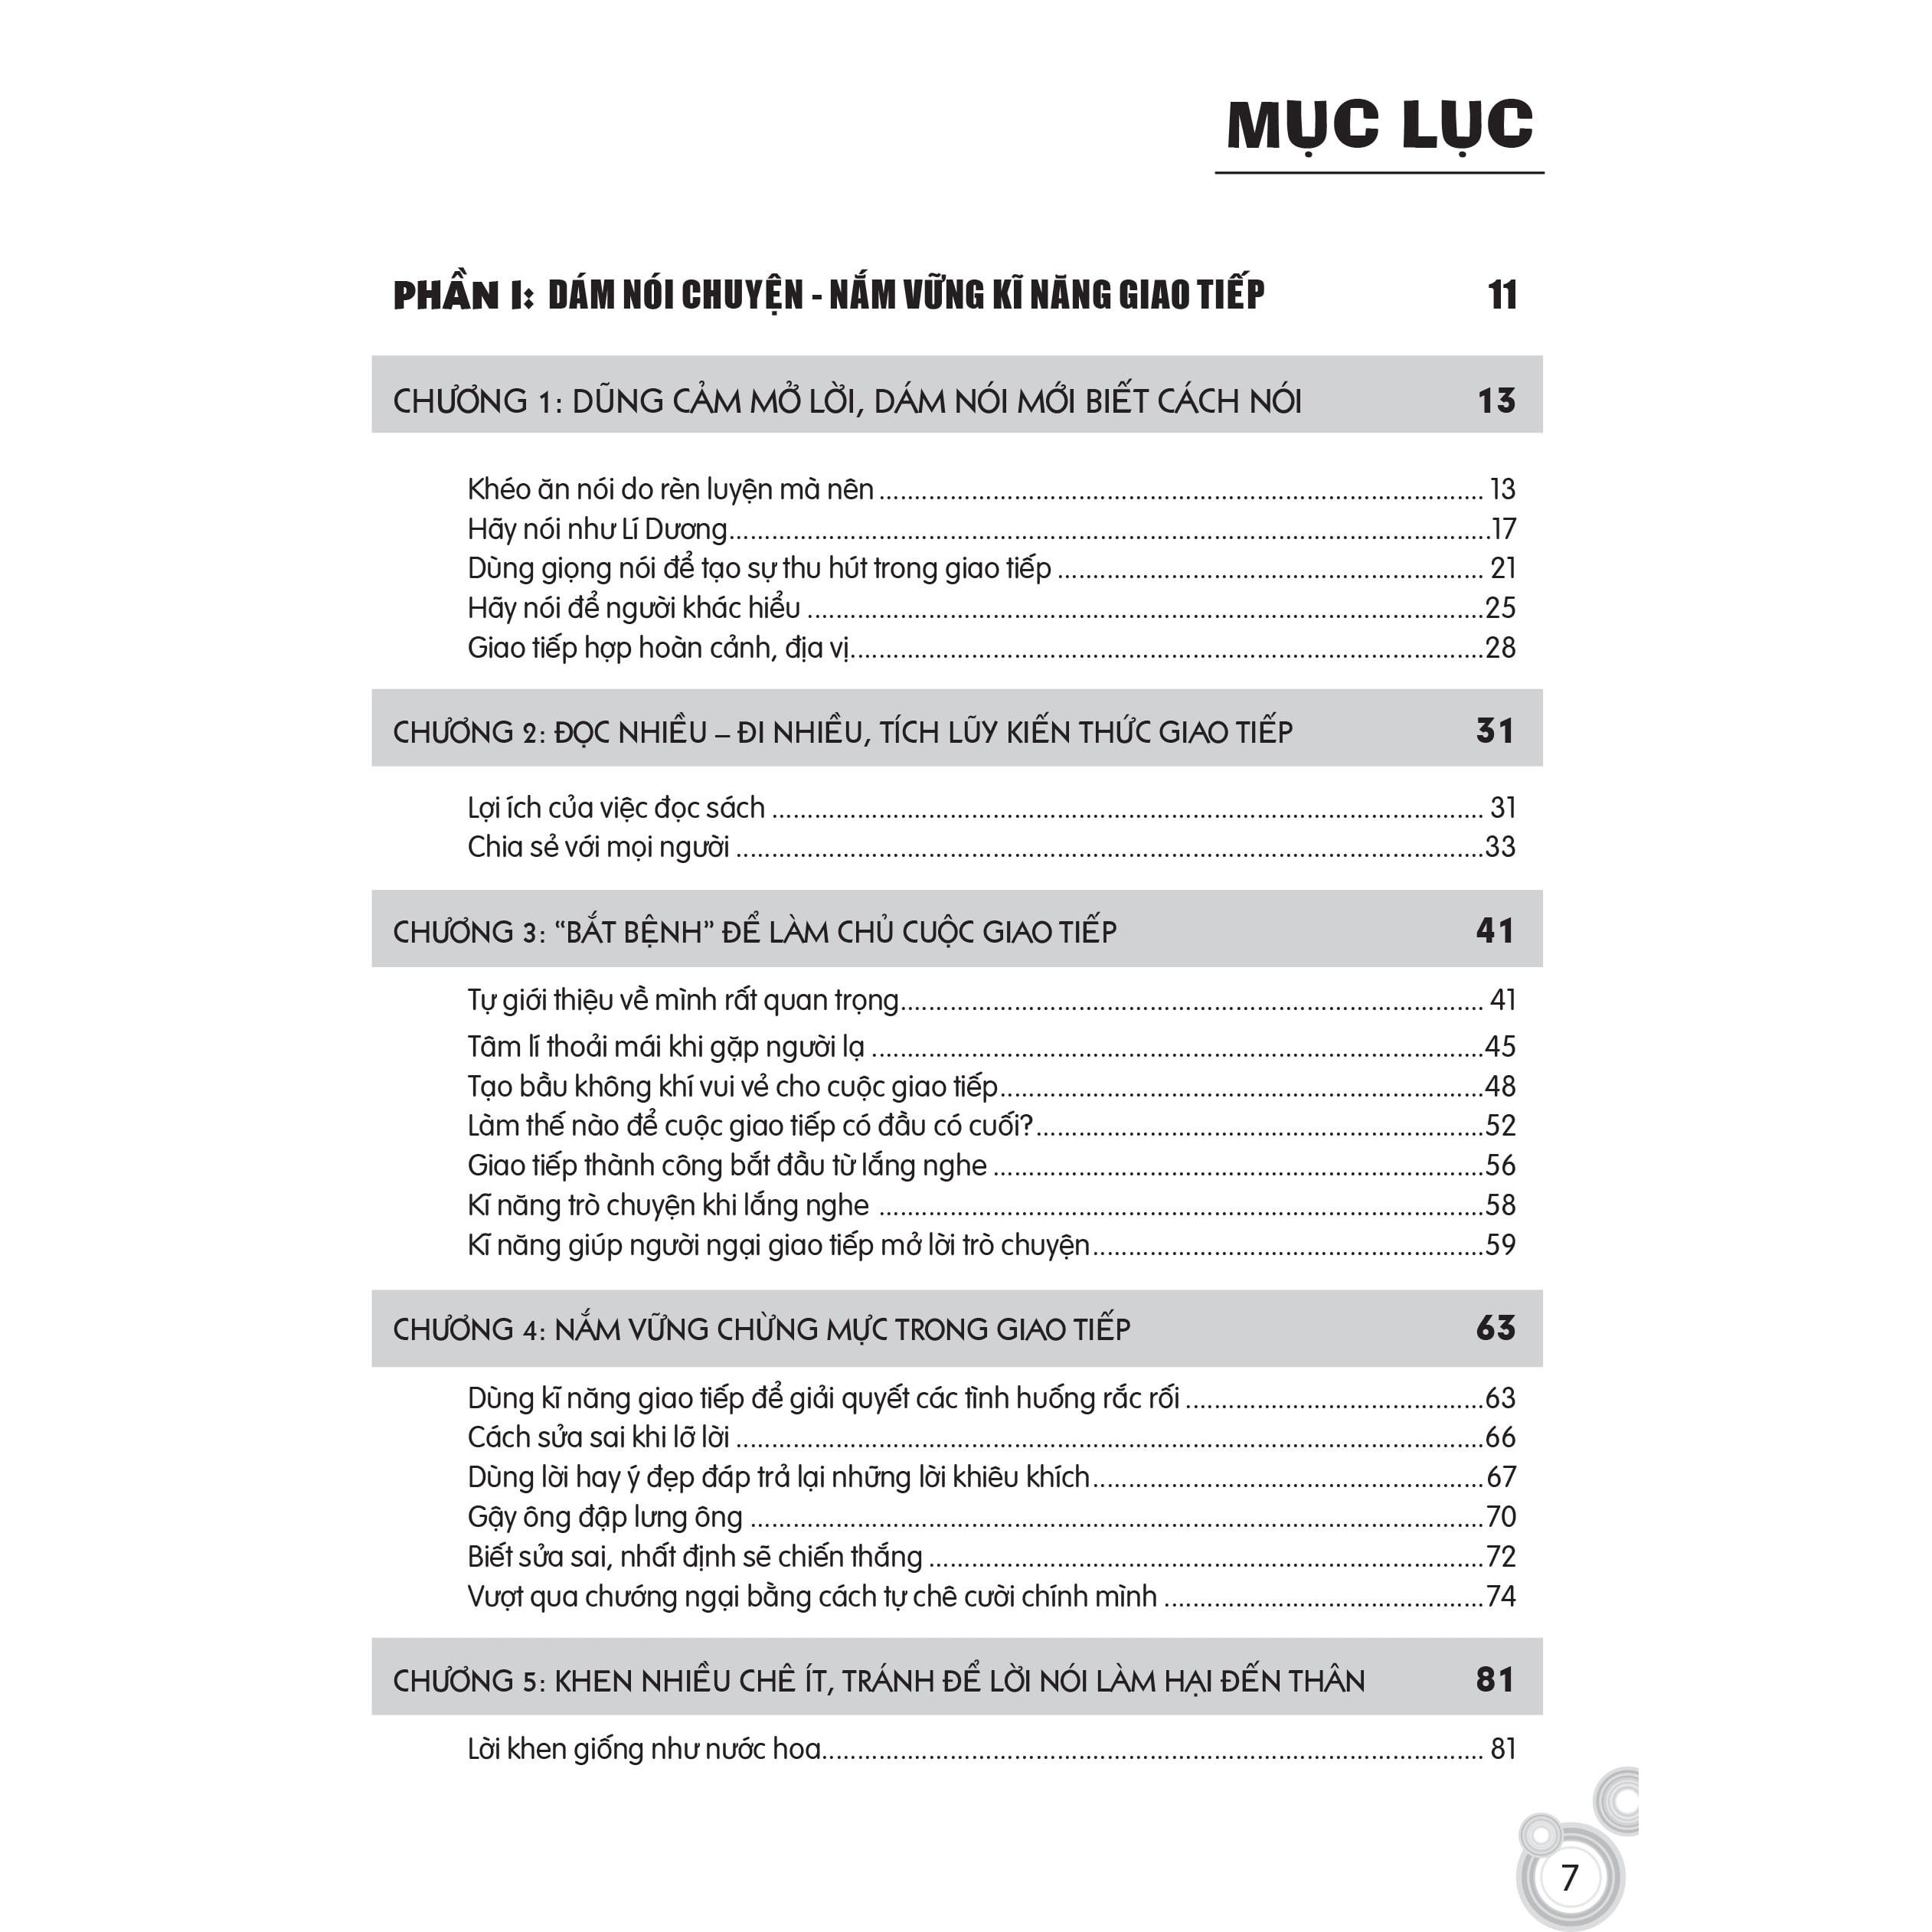 MỤC LỤC
PHẦN I: DÁM NÓI CHUYỆN - NẮM VỮNG KĨ NĂNG GIAO TIẾP 11
CHƯƠNG 1: DŨNG CẢM MỞ LỜI, DÁM NÓI MỚI BIẾT CÁCH NÓI 13
Khéo ăn nói do rèn luyện mà nên ........ 13
Hãy nói như Lí Dương........17
Dùng giọng nói để tạo sự thu hút trong giao tiếp ........ 21
Hãy nói để người khác hiểu ........25
Giao tiếp hợp hoàn cảnh, địa vị........28
CHƯƠNG 2: ĐỌC NHIỀU – ĐI NHIỀU, TÍCH LŨY KIẾN THỨC GIAO TIẾP 31
Lợi ích của việc đọc sách ........ 31
Chia sẻ với mọi người ........33
CHƯƠNG 3: “BẮT BỆNH” ĐỂ LÀM CHỦ CUỘC GIAO TIẾP 41
Tự giới thiệu về mình rất quan trọng........ 41
Tâm lí thoải mái khi gặp người lạ ........45
Tạo bầu không khí vui vẻ cho cuộc giao tiếp........48
Làm thế nào để cuộc giao tiếp có đầu có cuối?........52
Giao tiếp thành công bắt đầu từ lắng nghe ........56
Kĩ năng trò chuyện khi lắng nghe ........58
Kĩ năng giúp người ngại giao tiếp mở lời trò chuyện........59
CHƯƠNG 4: NẮM VỮNG CHỪNG MỰC TRONG GIAO TIẾP 63
Dùng kĩ năng giao tiếp để giải quyết các tình huống rắc rối ........63
Cách sửa sai khi lỡ lời ........66
Dùng lời hay ý đẹp đáp trả lại những lời khiêu khích........67
Gậy ông đập lưng ông ........70
Biết sửa sai, nhất định sẽ chiến thắng ........72
Vượt qua chướng ngại bằng cách tự chê cười chính mình ........74
CHƯƠNG 5: KHEN NHIỀU CHÊ ÍT, TRÁNH ĐỂ LỜI NÓI LÀM HẠI ĐẾN THÂN 81
Lời khen giống như nước hoa........ 81
7